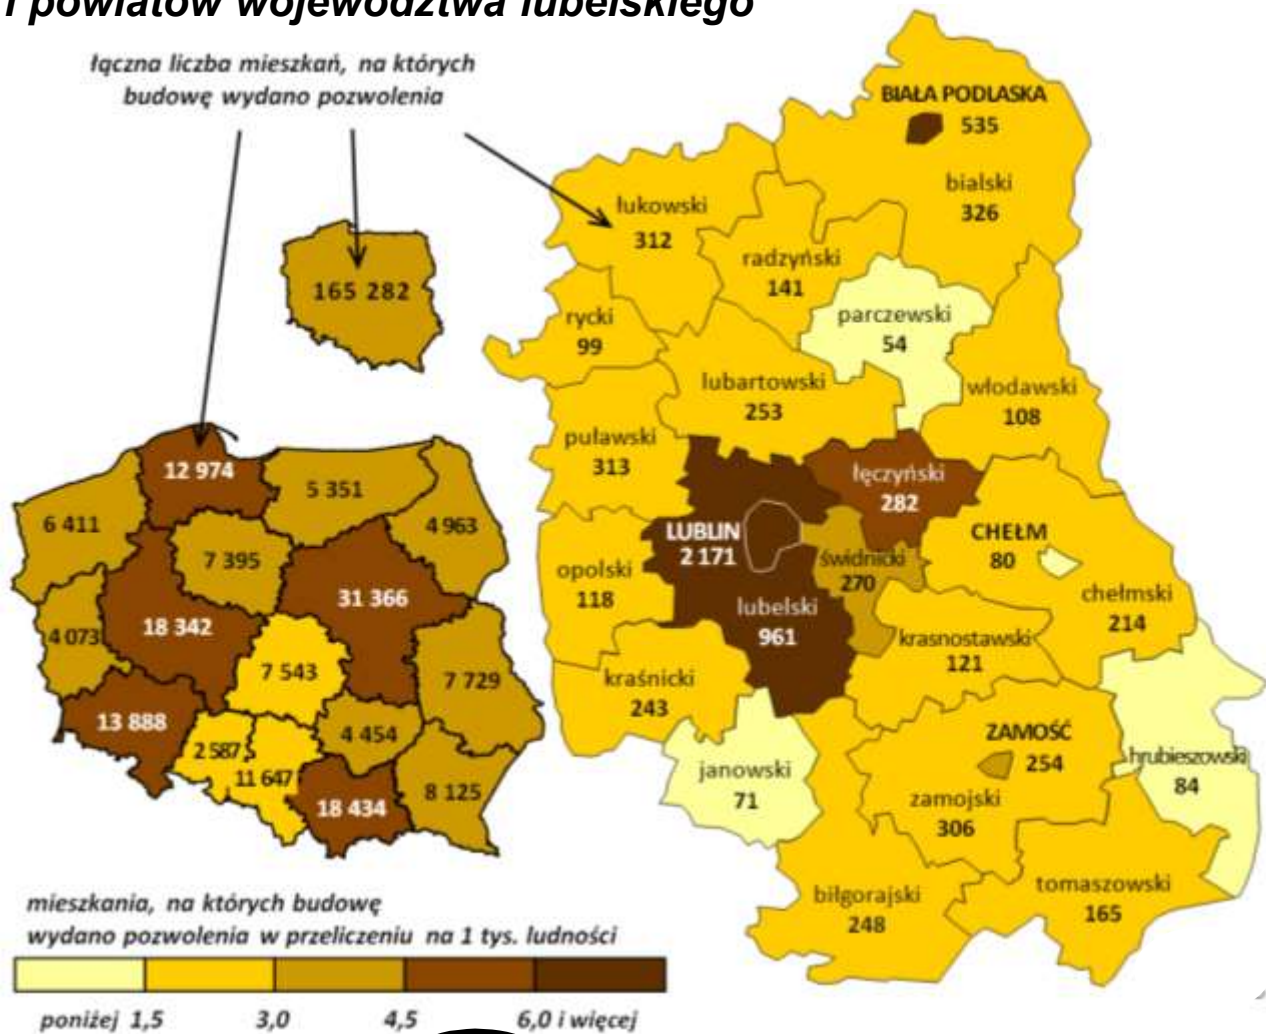 i powiatów województwa lubelskiego
łączna liczba mieszkań, na których
budowę wydano pozwolenia
165 282
12 974
5 351
6 411
4 963
7 395
31 366
4 073
18 342
7 543
7 729
13 888
4 454
2 587
11 647
8 125
18 434
BIAŁA PODLASKA
535
bialski
326
łukowski
312
radzyński
141
parczewski
54
rycki
99
lubartowski
253
włodawski
108
puławski
313
łęczyński
282
LUBLIN
2 171
CHEŁM
80
świdnicki
270
opolski
118
lubelski
961
chełmski
214
krasnostawski
121
kraśnicki
243
ZAMOŚĆ
254
hrubieszowski
84
janowski
71
zamojski
306
biłgorajski
248
tomaszowski
165
mieszkania, na których budowę
wydano pozwolenia w przeliczeniu na 1 tys. ludności
poniżej 1,5 3,0 4,5 6,0 i więcej